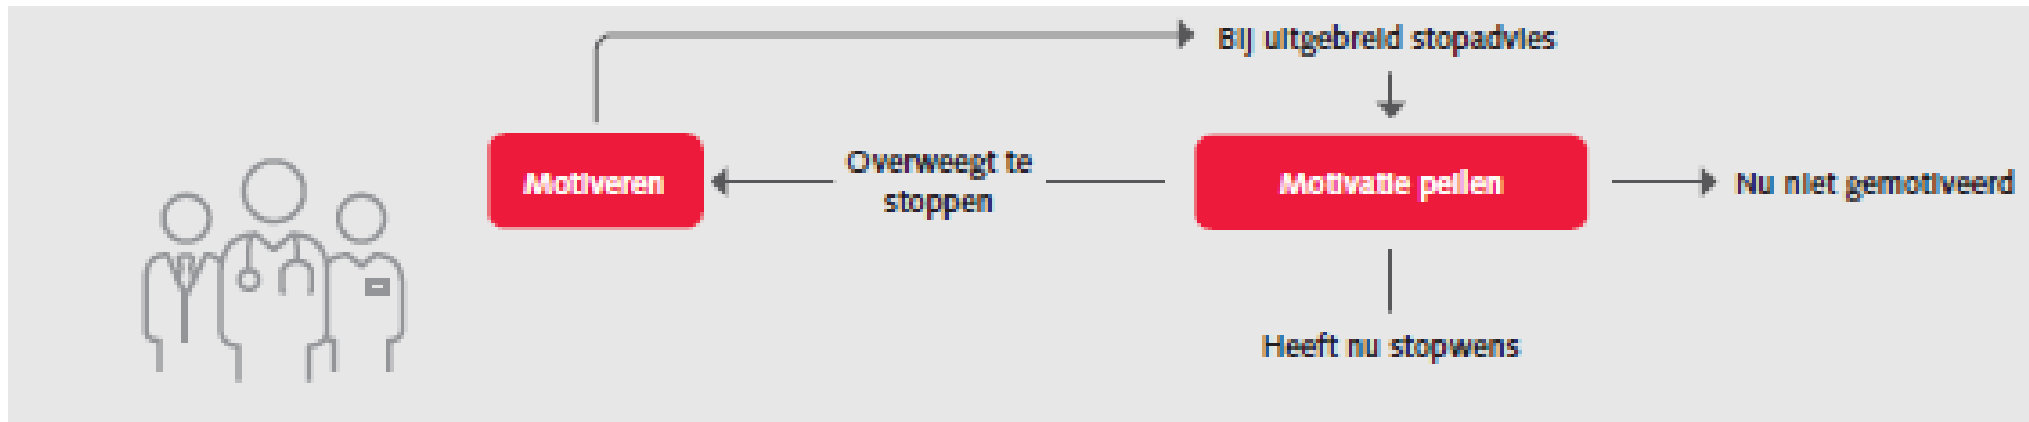 Bij uitgebreid stopadvies
Motiveren
Overweegt te
stoppen
Motivatie peilen
Nu niet gemotiveerd
Heeft nu stopwens